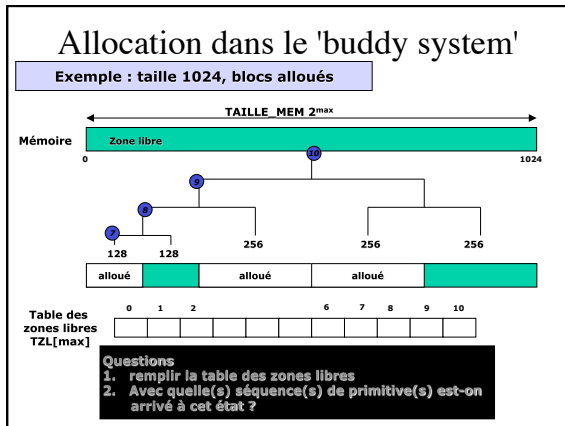 Allocation dans le 'buddy system'
Exemple : taille 1024, blocs alloués
TAILLE_MEM 2max
Mémoire
Zone libre
0
1024
10
9
8
7
128 128 256 256 256
alloué alloué alloué
0 1 2 6 7 8 9 10
Table des
zones libres
TZL[max]
Questions
1. remplir la table des zones libres
2. Avec quelle(s) séquence(s) de primitive(s) est-on
arrivé à cet état ?